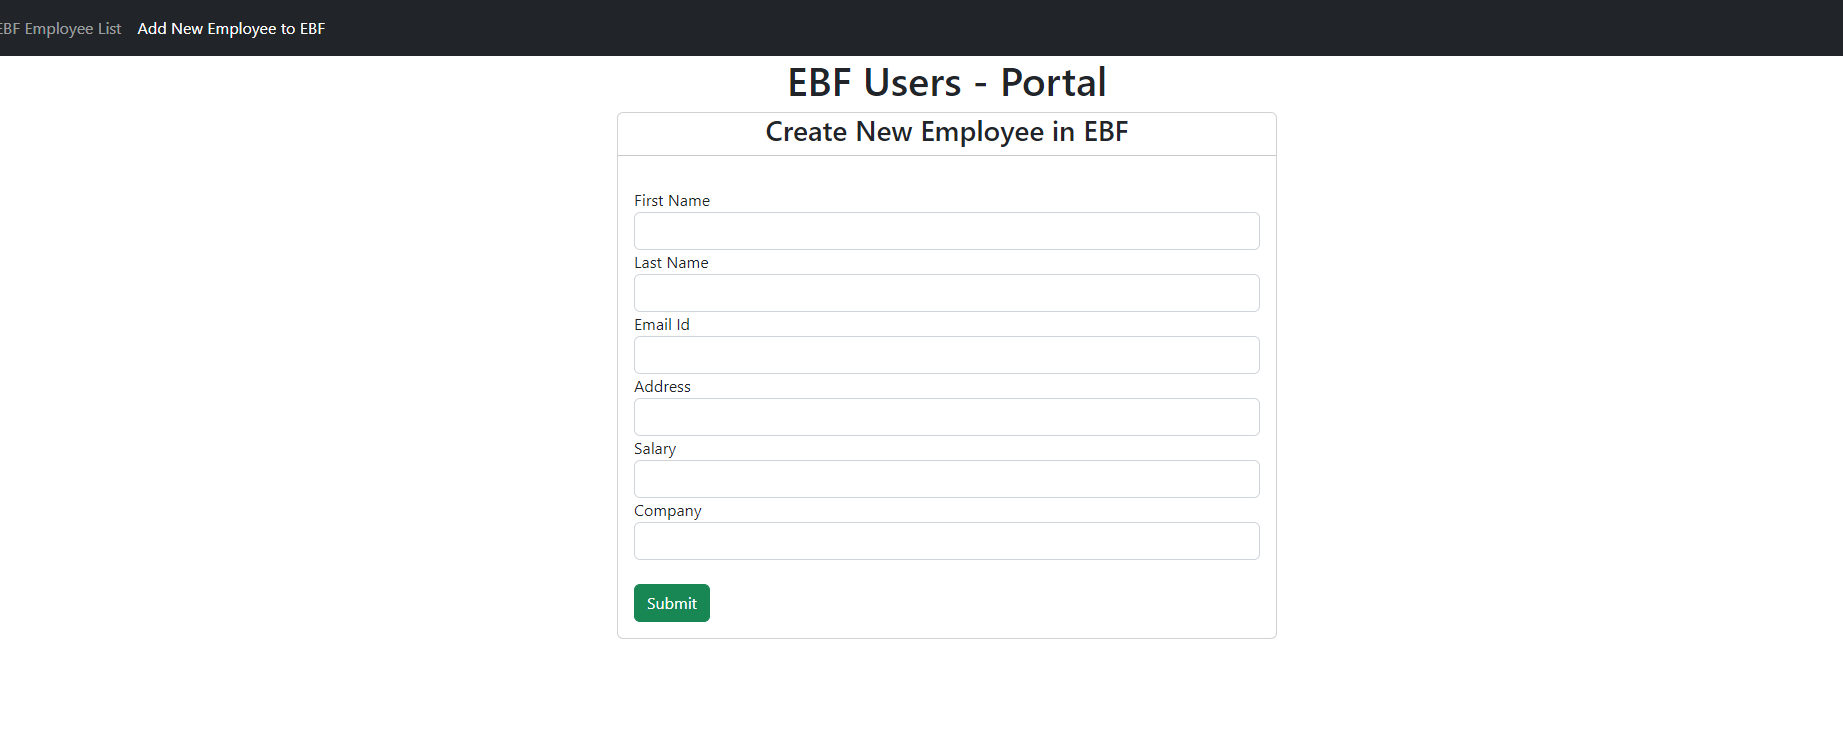 EBF Employee List Add New Employee to EBF
EBF Users - Portal
Create New Employee in EBF
First Name
Last Name
Email Id
Address
Salary
Company
Submit